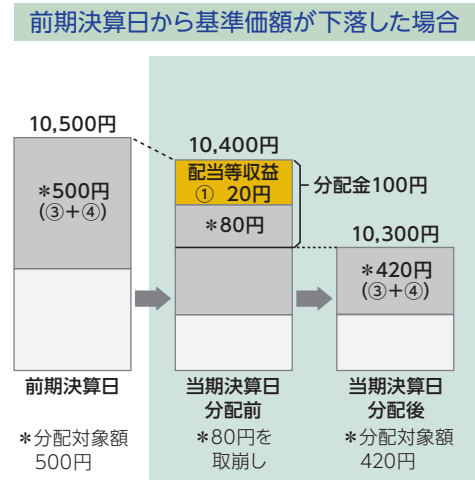 前期決算日から基準価額が下落した場合
10,500円
*500円
(③+④)
前期決算日
*分配対象額
500円
10,400円
配当等収益
① 20円
*80円
分配金100円
当期決算日
分配前
*80円を
取崩し
10,300円
*420円
(③+④)
当期決算日
分配後
*分配対象額
420円